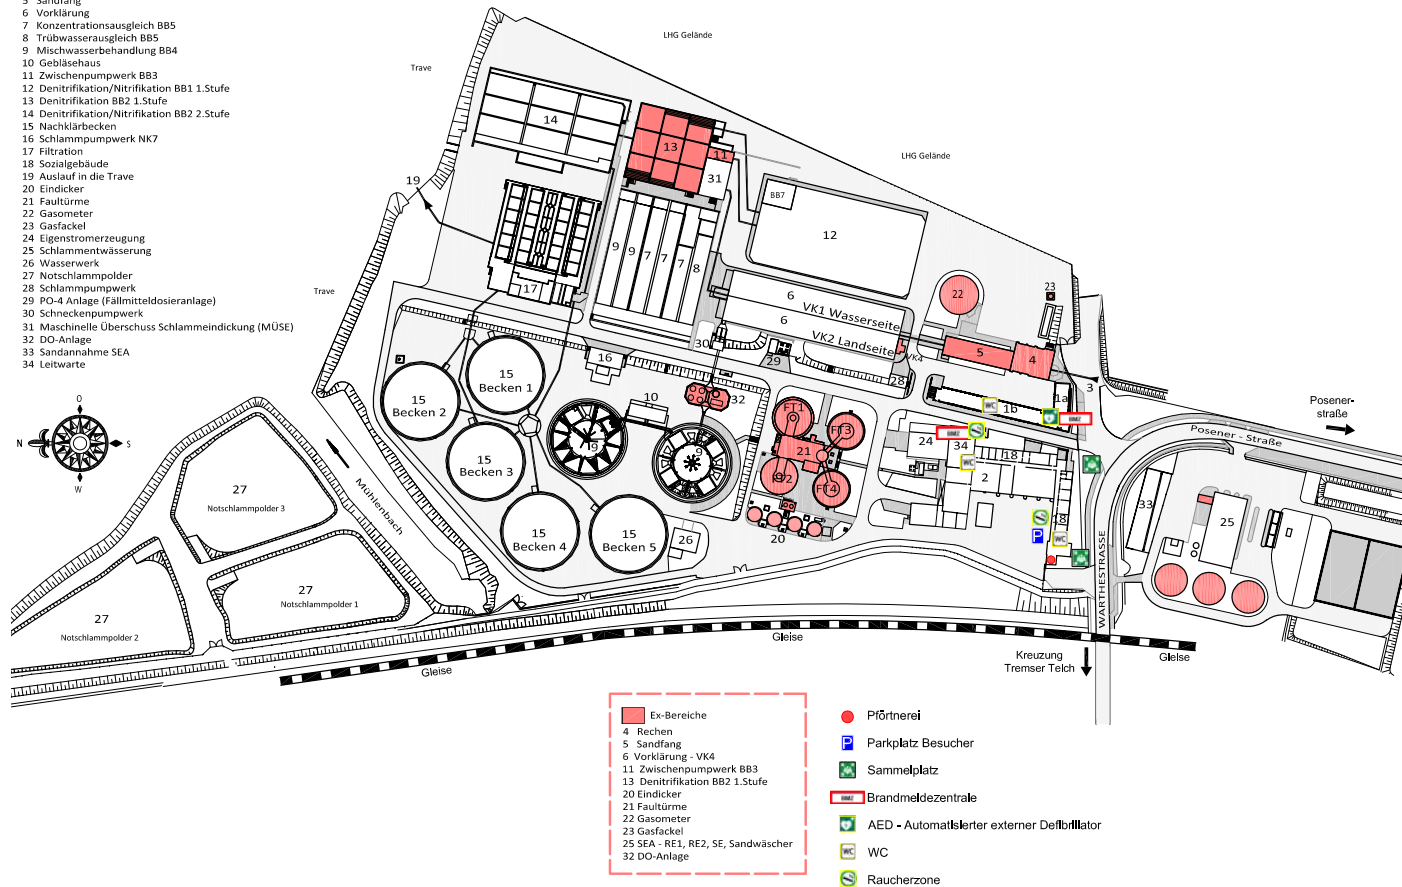 5 Sandfang
6 Vorklärung
7 Konzentrationsausgleich BB5
8 Trübwasserausgleich BB5
9 Mischwasserbehandlung BB4
10 Gebläsehaus
11 Zwischenpumpwerk BB3
12 Denitrifikation/Nitrifikation BB1 1.Stufe
13 Denitrifikation BB2 1.Stufe
14 Denitrifikation/Nitrifikation BB2 2.Stufe
15 Nachklärbecken
16 Schlammpumpwerk NK7
17 Filtration
18 Sozialgebäude
19 Auslauf in die Trave
20 Eindicker
21 Faultürme
22 Gasometer
23 Gasfackel
24 Eigenstromerzeugung
25 Schlammentwässerung
26 Wasserwerk
27 Notschlammpolder
28 Schlammpumpwerk
29 PO-4 Anlage (Fällmitteldosieranlage)
30 Schneckenpumpwerk
31 Maschinelle Überschuss Schlammeindickung (MÜSE)
32 DO-Anlage
33 Sandannahme SEA
34 Leitwarte
LHG Gelände
Trave
14
13
11
31
LHG Gelände
19
BB7
12
9
9
7
7
7
8
Trave
17
6
VK1 Wasserseite
6
VK2 Landseite
VK4
22
23
5
4
3
30
29
28
16
15
Becken 1
15
Becken 2
10
32
1a
1b
WC
BMZ
Posener-
straße
Posener - Straße
O
N
S
W
15
Becken 3
9
9
FT1
FT3
21
FT2
FT4
24
BMZ
34
WC
18
2
27
Notschlammpolder 3
Mühlenbach
15
Becken 4
15
Becken 5
26
20
18
P
WC
33
25
27
Notschlammpolder 1
27
Notschlammpolder 2
WARTHESTRASSE
Gleise
Gleise
Gleise
Kreuzung
Tremser Teich
Ex-Bereiche
4 Rechen
5 Sandfang
6 Vorklärung - VK4
11 Zwischenpumpwerk BB3
13 Denitrifikation BB2 1.Stufe
20 Eindicker
21 Faultürme
22 Gasometer
23 Gasfackel
25 SEA - RE1, RE2, SE, Sandwäscher
32 DO-Anlage
Pförtnerei
P Parkplatz Besucher
Sammelplatz
BMZ Brandmeldezentrale
AED - Automatisierter externer Defibrillator
WC WC
Raucherzone